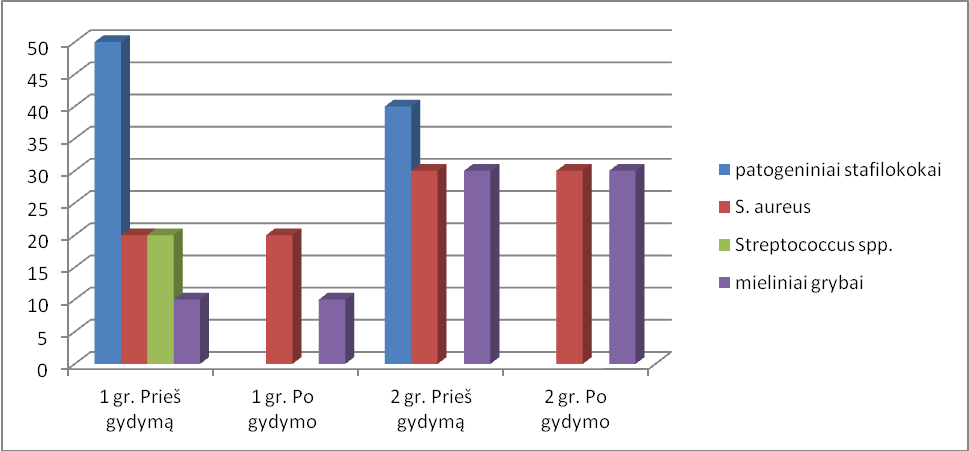 50
45
40
35
30
25
20
15
10
5
0
1 gr. Prieš
gydymą
1 gr. Po
gydymo
2 gr. Prieš
gydymą
2 gr. Po
gydymo
patogeniniai stafilokokai
S. aureus
Streptococcus spp.
mieliniai grybai